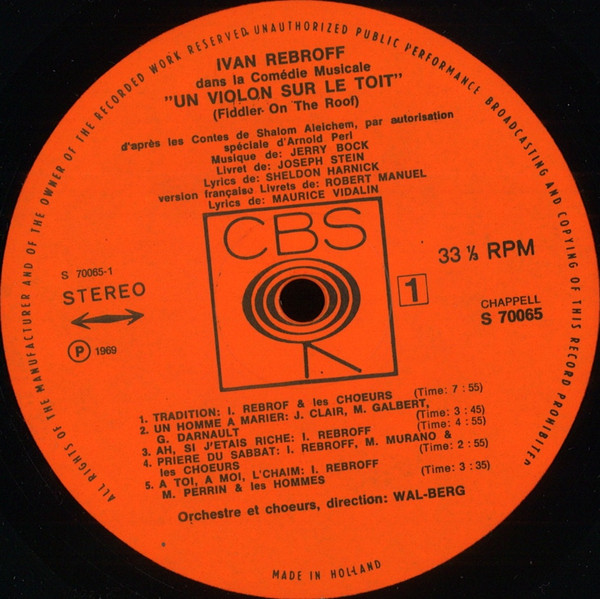 ALL RIGHTS OF THE MANUFACTURER AND OF THE OWNER OF THE RECORDED WORK RESERVED. UNAUTHORIZED PUBLIC PERFORMANCE BROADCASTING AND COPYING OF THIS RECORD PROHIBITED
IVAN REBROFF
dans la Comédie Musicale
"UN VIOLON SUR LE TOIT"
(Fiddler On The Roof)
d'après les Contes de Shalom Aleichem, par autorisation
spéciale d'Arnold Perl
Musique de: JERRY BOCK
Livret de: JOSEPH STEIN
Lyrics de: SHELDON HARNICK
version française Livrets de: ROBERT MANUEL
Lyrics de: MAURICE VIDALIN
CBS
33 ⅓ RPM
S 70065-1
STEREO
1
CHAPPELL
S 70065
P 1969
1. TRADITION: I. REBROF & les CHOEURS (Time: 7:55)
2. UN HOMME A MARIER: J. CLAIR, M. GALBERT,
G. DARNAULT (Time: 3:45)
3. AH, SI J'ETAIS RICHE: I. REBROFF (Time: 4:55)
4. PRIERE DU SABBAT: I. REBROFF, M. MURANO &
les CHOEURS (Time: 2:55)
5. A TOI, A MOI, L'CHAIM: I. REBROFF
M. PERRIN & les HOMMES (Time: 3:35)
Orchestre et choeurs, direction: WAL-BERG
MADE IN HOLLAND